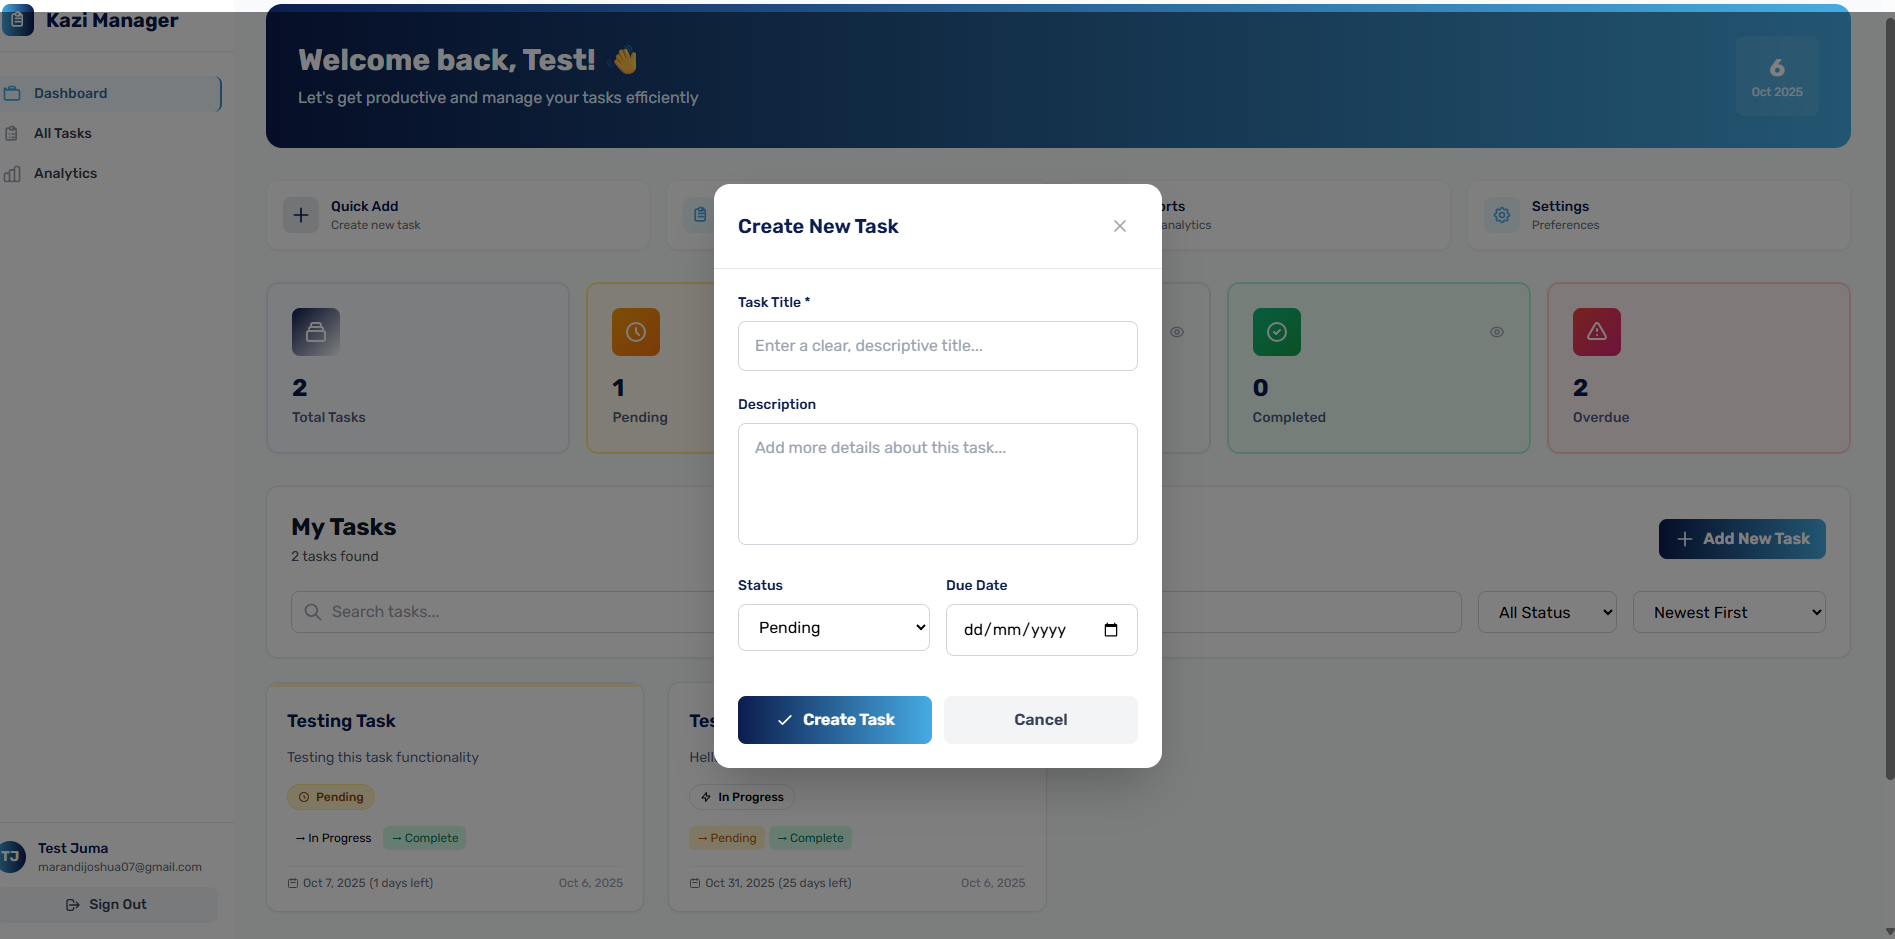 Kazi Manager
Dashboard
All Tasks
Analytics
Test Juma
TJ
marandijoshua07@gmail.com
Sign Out
Welcome back, Test! 👋
Let's get productive and manage your tasks efficiently
6
Oct 2025
Quick Add
Create new task
analytics
Settings
Preferences
2
Total Tasks
1
Pending
0
Completed
2
Overdue
My Tasks
2 tasks found
Add New Task
Search tasks...
All Status
Newest First
Testing Task
Testing this task functionality
Pending
→ In Progress
→ Complete
Oct 7, 2025 (1 days left)
Oct 6, 2025
In Progress
→ Pending
→ Complete
Oct 31, 2025 (25 days left)
Oct 6, 2025
Create New Task
Task Title *
Enter a clear, descriptive title...
Description
Add more details about this task...
Status
Due Date
Pending
dd/mm/yyyy
Create Task
Cancel